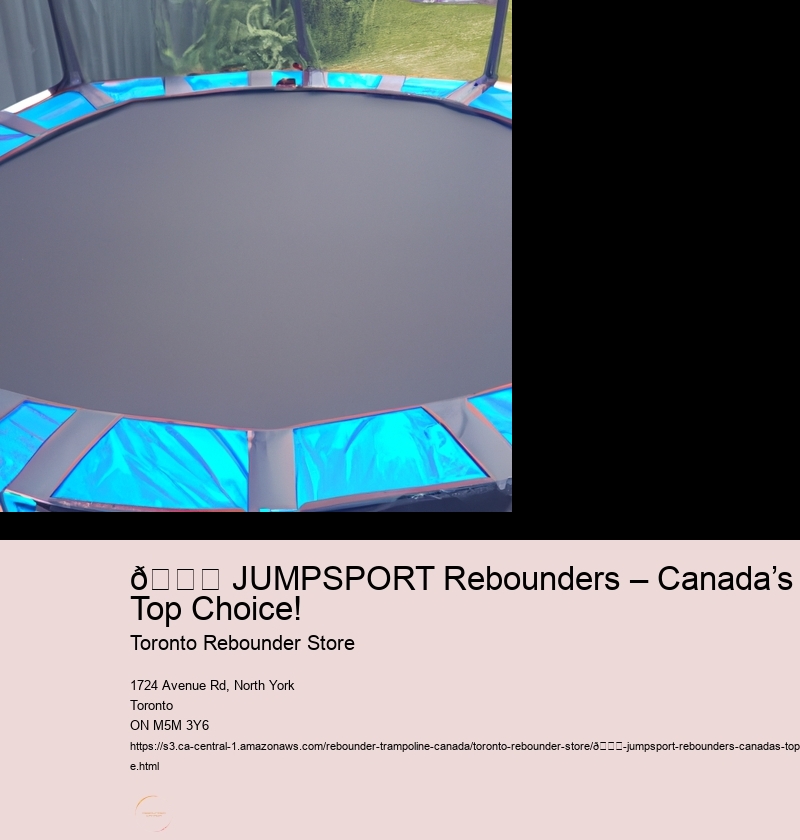 ð□□□ JUMPSPORT Rebounders – Canada’s
Top Choice!
Toronto Rebounder Store
1724 Avenue Rd, North York
Toronto
ON M5M 3Y6
https://s3.ca-central-1.amazonaws.com/rebounder-trampoline-canada/toronto-rebounder-store/ð□□□-jumpsport-rebounders-canadas-top
e.html